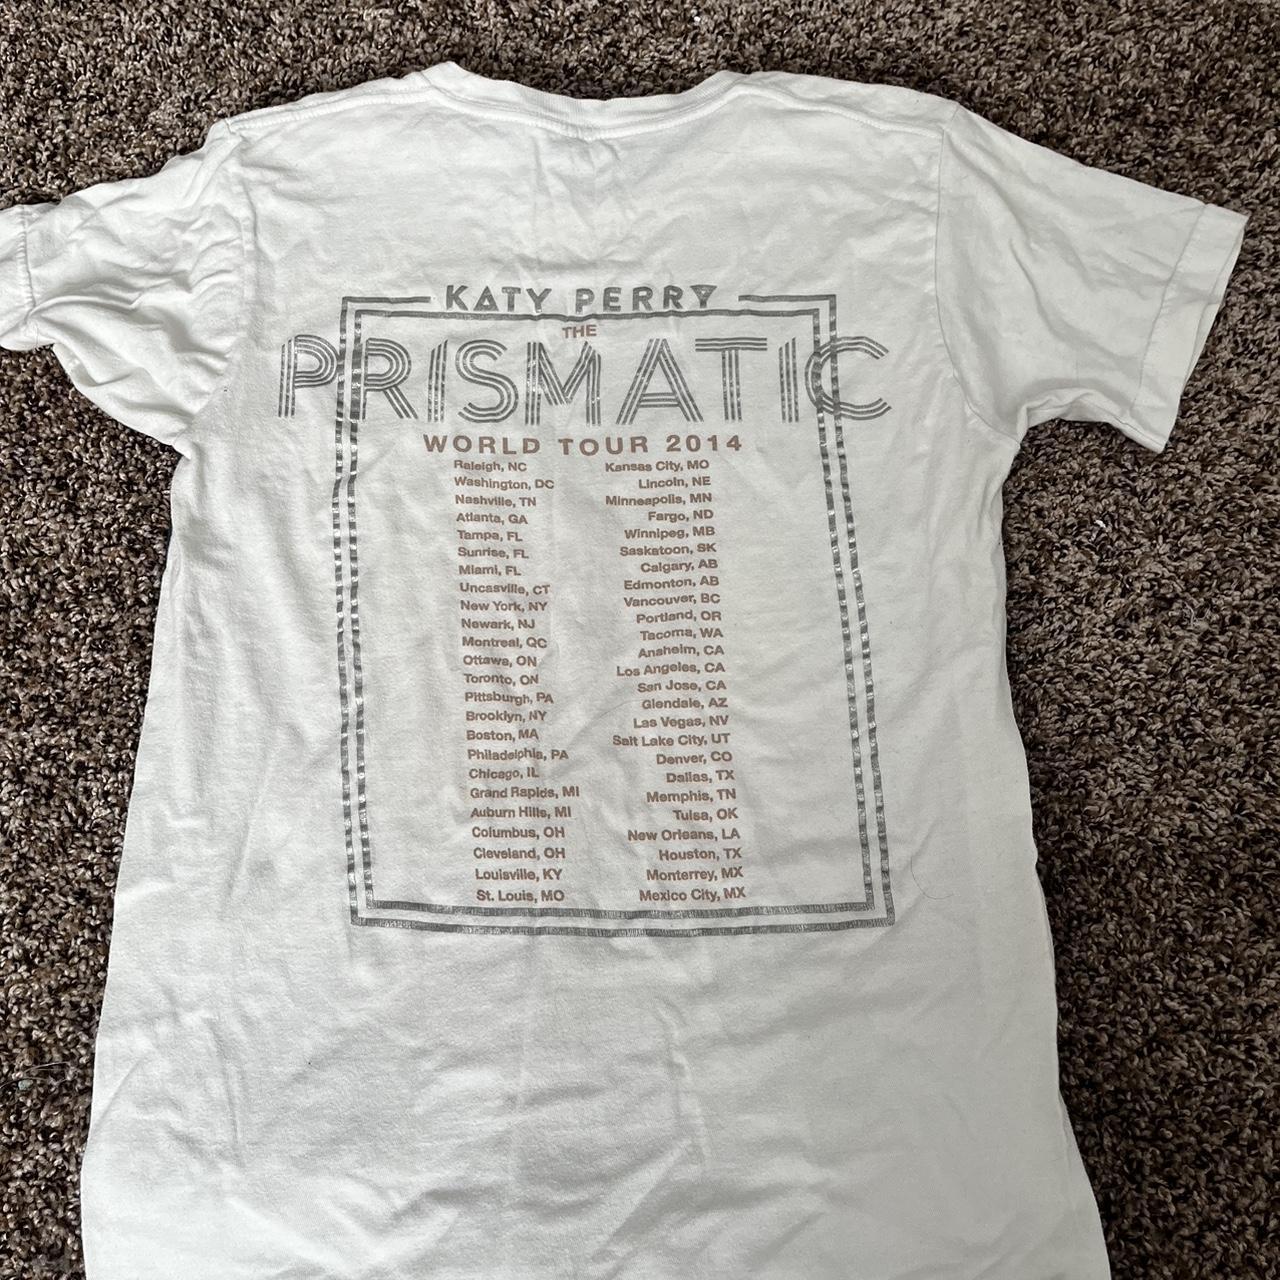 KATY PERRY
THE
PRISMATIC
WORLD TOUR 2014
Raleigh, NC
Washington, DC
Nashville, TN
Atlanta, GA
Tampa, FL
Sunrise, FL
Miami, FL
Uncasville, CT
New York, NY
Newark, NJ
Montreal, QC
Ottawa, ON
Toronto, ON
Pittsburgh, PA
Brooklyn, NY
Boston, MA
Philadelphia, PA
Chicago, IL
Grand Rapids, MI
Auburn Hills, MI
Columbus, OH
Cleveland, OH
Louisville, KY
St. Louis, MO
Kansas City, MO
Lincoln, NE
Minneapolis, MN
Fargo, ND
Winnipeg, MB
Saskatoon, SK
Calgary, AB
Edmonton, AB
Vancouver, BC
Portland, OR
Tacoma, WA
Anaheim, CA
Los Angeles, CA
San Jose, CA
Glendale, AZ
Las Vegas, NV
Salt Lake City, UT
Denver, CO
Dallas, TX
Memphis, TN
Tulsa, OK
New Orleans, LA
Houston, TX
Monterrey, MX
Mexico City, MX